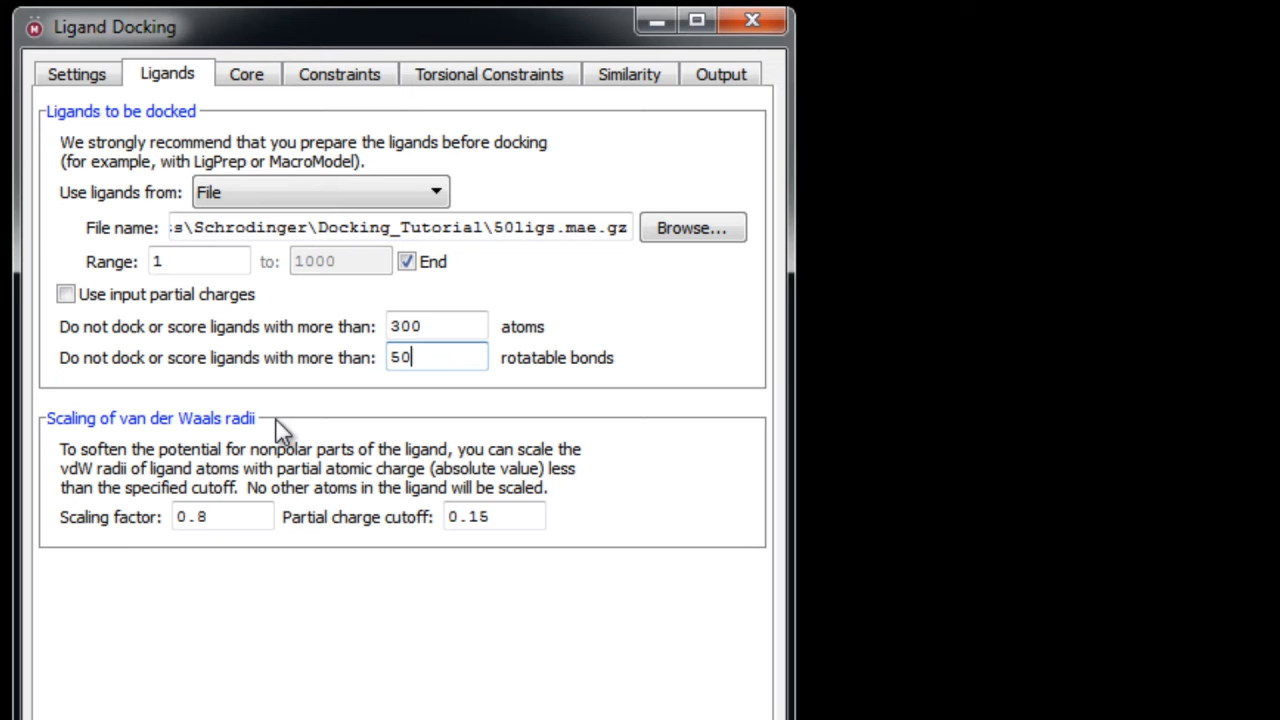 Ligand Docking
Settings Ligands Core Constraints Torsional Constraints Similarity Output
Ligands to be docked
We strongly recommend that you prepare the ligands before docking
(for example, with LigPrep or MacroModel).
Use ligands from: File
File name: s\Schrodinger\Docking_Tutorial\50ligs.mae.gz Browse...
Range: 1 to: 1000 End
Use input partial charges
Do not dock or score ligands with more than: 300 atoms
Do not dock or score ligands with more than: 50 rotatable bonds
Scaling of van der Waals radii
To soften the potential for nonpolar parts of the ligand, you can scale the
vdW radii of ligand atoms with partial atomic charge (absolute value) less
than the specified cutoff. No other atoms in the ligand will be scaled.
Scaling factor: 0.8 Partial charge cutoff: 0.15